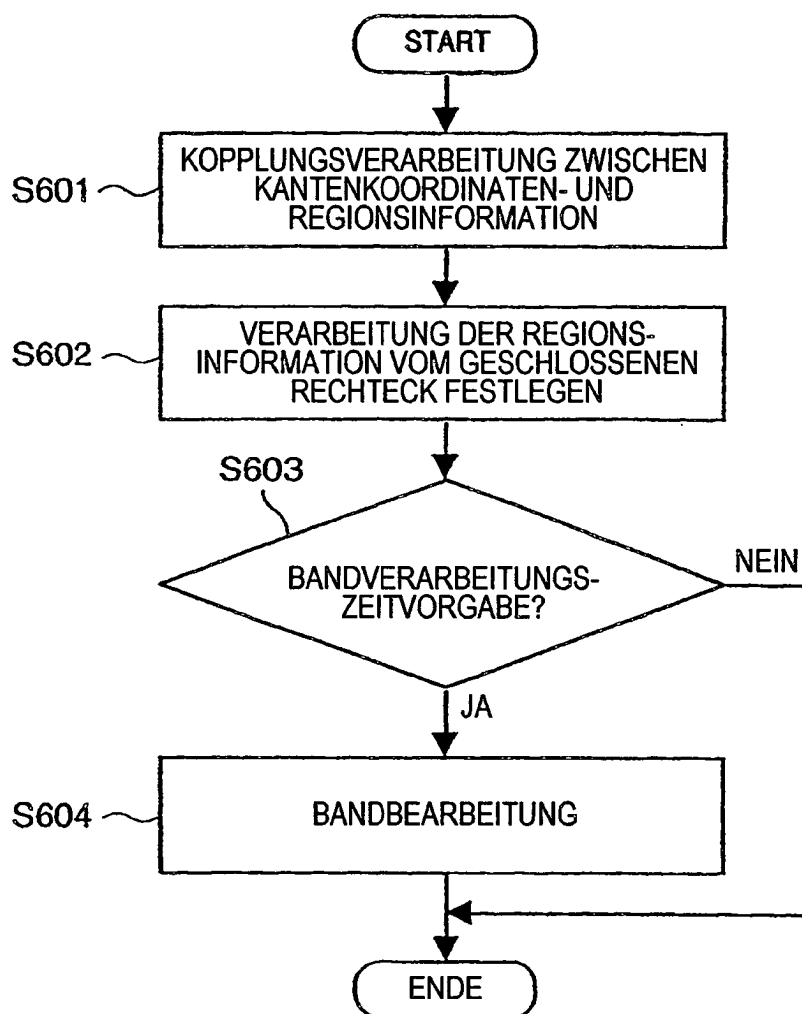 START
S601
KOPPLUNGSVERARBEITUNG ZWISCHEN
KANTENKOORDINATEN- UND
REGIONSINFORMATION
S602
VERARBEITUNG DER REGIONS-
INFORMATION VOM GESCHLOSSENEN
RECHTECK FESTLEGEN
S603
BANDVERARBEITUNGS-
ZEITVORGABE?
NEIN
JA
S604
BANDBEARBEITUNG
ENDE